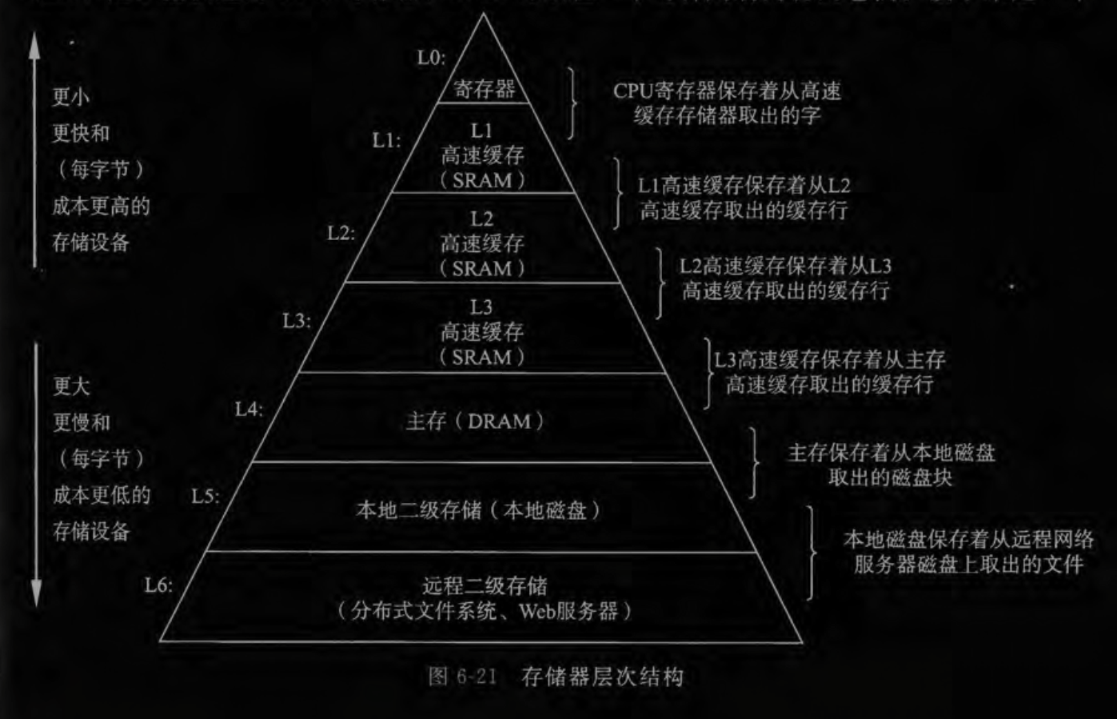 L0:
寄存器
CPU寄存器保存着从高速
缓存存储器取出的字
更小
更快和
（每字节）
成本更高的
存储设备
L1:
L1
高速缓存
（SRAM）
L1高速缓存保存着从L2
高速缓存取出的缓存行
L2:
L2
高速缓存
（SRAM）
L2高速缓存保存着从L3
高速缓存取出的缓存行
L3:
L3
高速缓存
（SRAM）
L3高速缓存保存着从主存
高速缓存取出的缓存行
更大
更慢和
（每字节）
成本更低的
存储设备
L4:
主存（DRAM）
主存保存着从本地磁盘
取出的磁盘块
L5:
本地二级存储（本地磁盘）
本地磁盘保存着从远程网络
服务器磁盘上取出的文件
L6:
远程二级存储
（分布式文件系统、Web服务器）
图 6-21 存储器层次结构